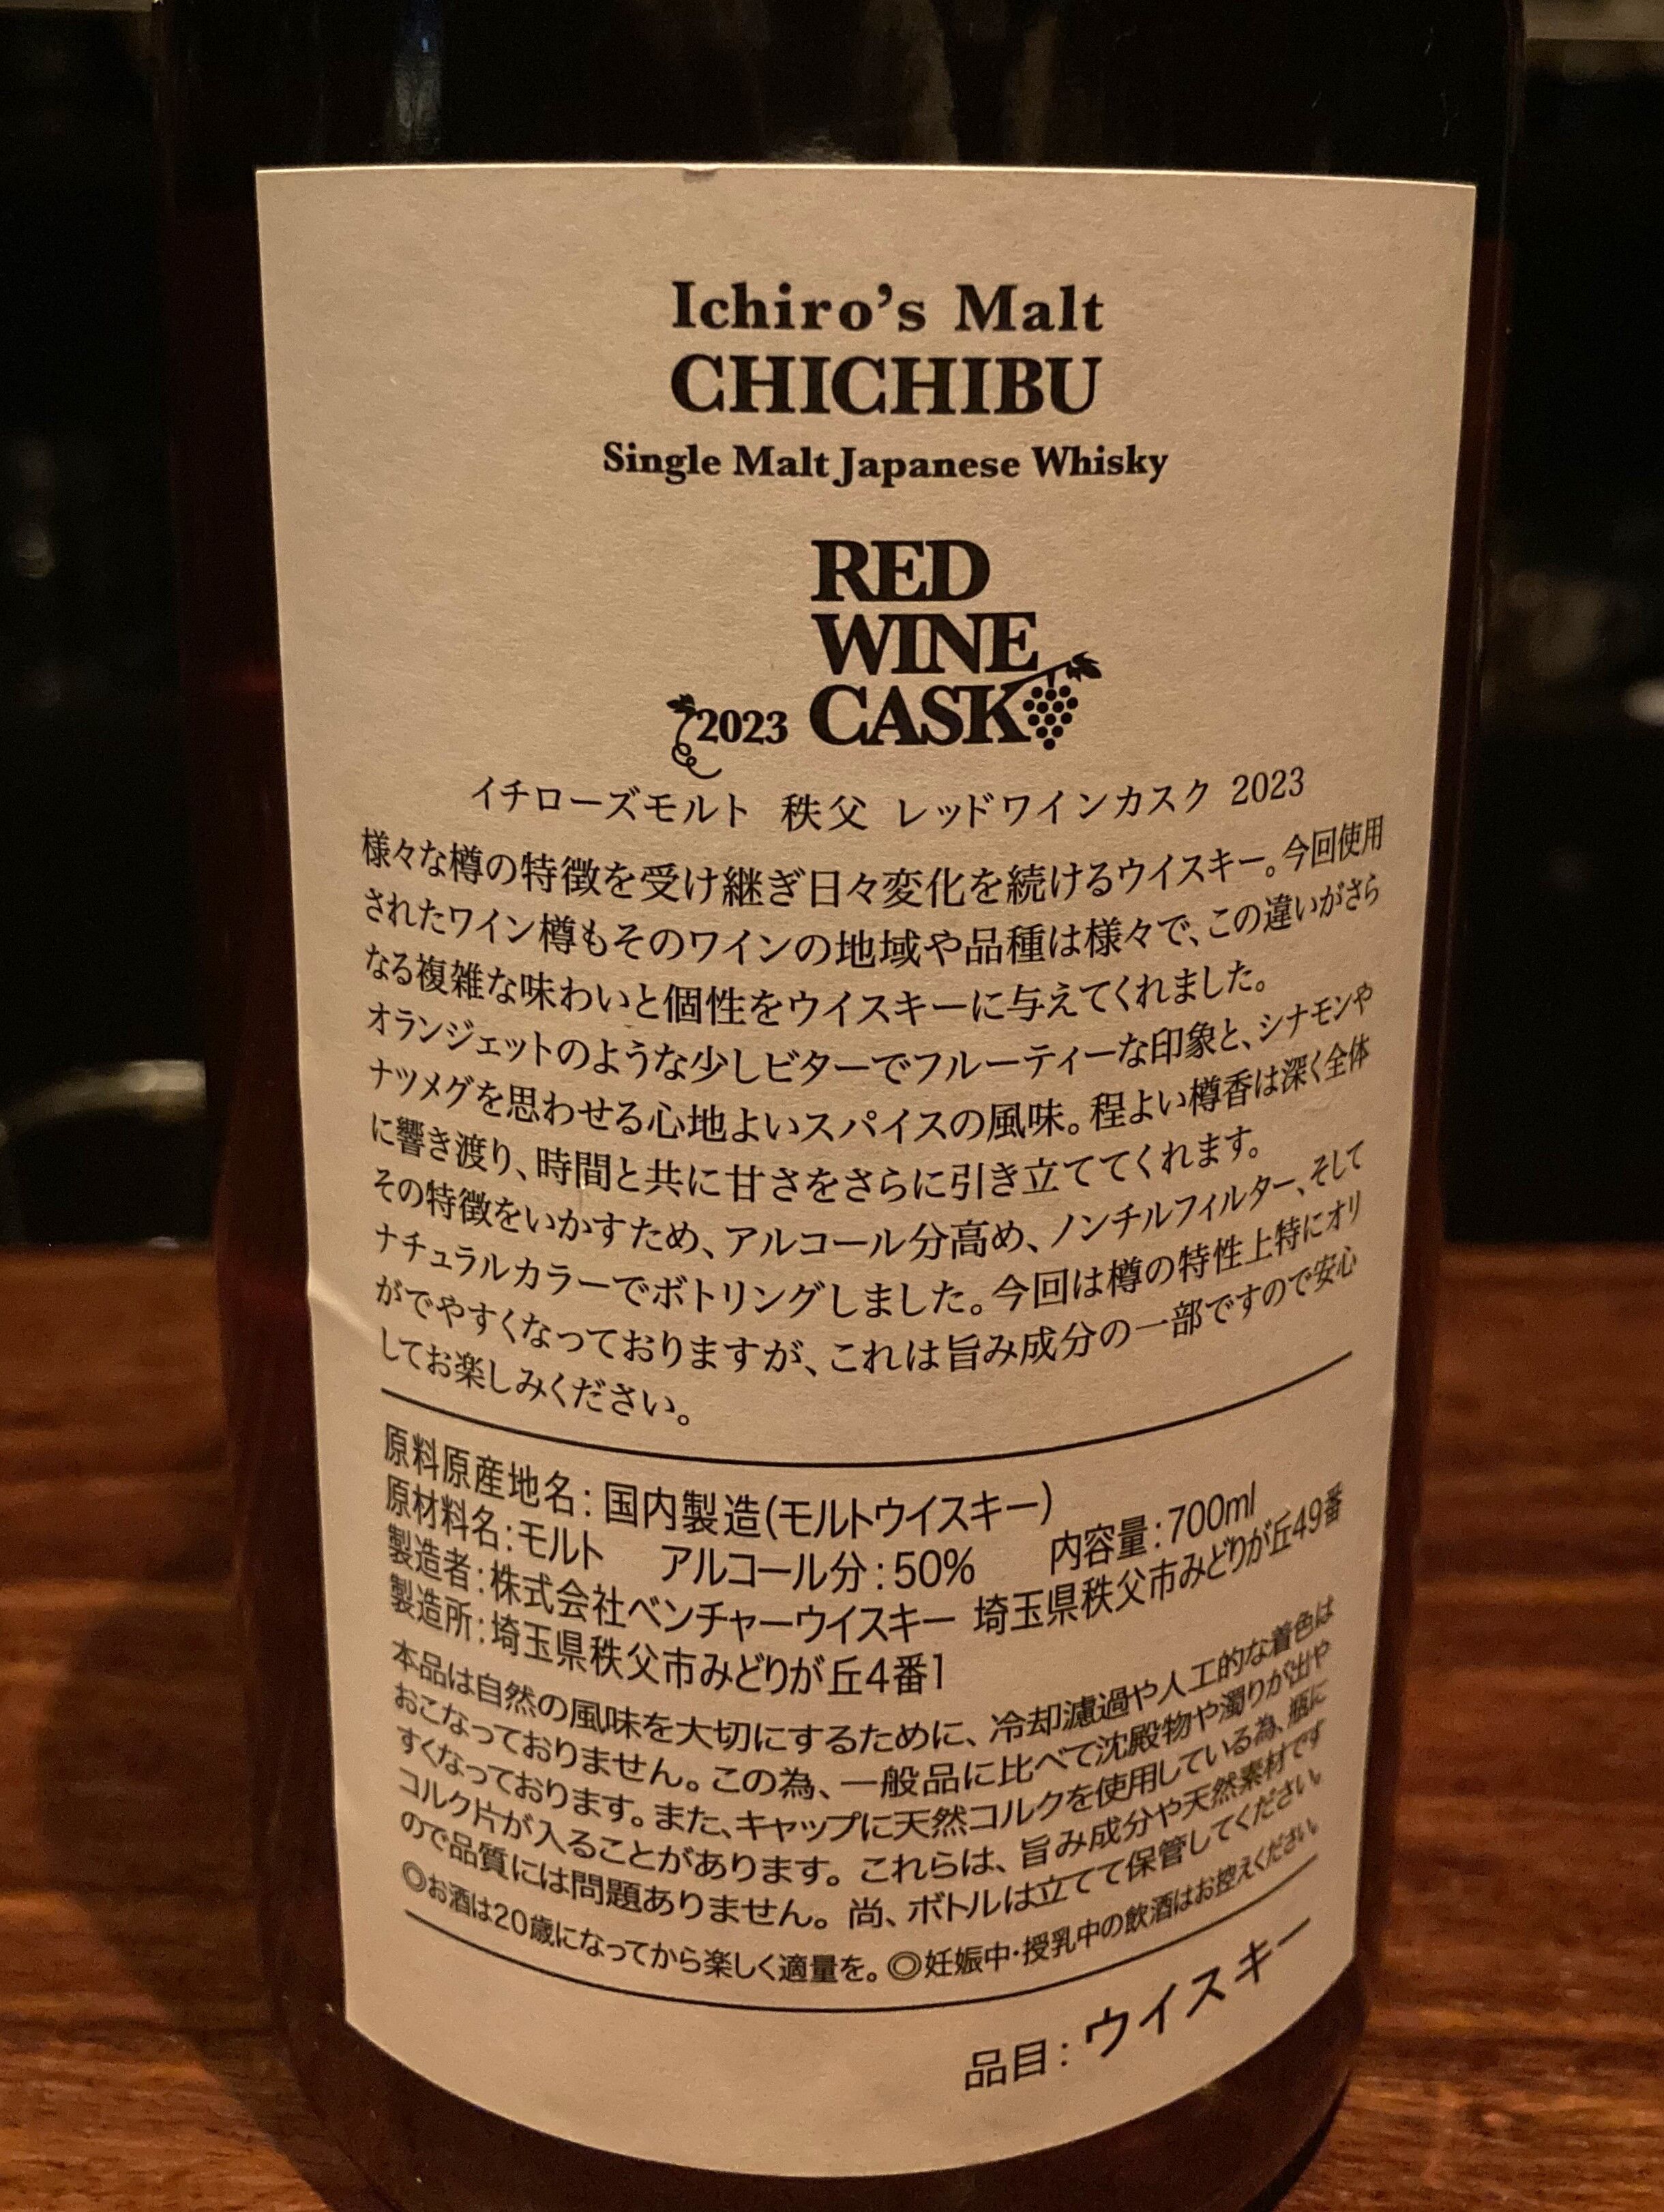 Ichiro's Malt
CHICHIBU
Single Malt Japanese Whisky
RED
WINE
2023 CASK
イチローズモルト 秩父 レッドワインカスク 2023
様々な樽の特徴を受け継ぎ日々変化を続けるウイスキー。今回使用
されたワイン樽もそのワインの地域や品種は様々で、この違いがさら
なる複雑な味わいと個性をウイスキーに与えてくれました。
オランジェットのような少しビターでフルーティーな印象と、シナモンや
ナツメグを思わせる心地よいスパイスの風味。程よい樽香は深く全体
に響き渡り、時間と共に甘さをさらに引き立ててくれます。
その特徴をいかすため、アルコール分高め、ノンチルフィルター、そして
ナチュラルカラーでボトリングしました。今回は樽の特性上特にオリ
がでやすくなっておりますが、これは旨み成分の一部ですので安心
してお楽しみください。
原料原産地名:国内製造(モルトウイスキー)
原材料名:モルト アルコール分:50% 内容量:700ml
製造者:株式会社ベンチャーウイスキー 埼玉県秩父市みどりが丘49番
製造所:埼玉県秩父市みどりが丘4番1
本品は自然の風味を大切にするために、冷却濾過や人工的な着色は
おこなっておりません。この為、一般品に比べて沈殿物や濁りが出や
すくなっております。また、キャップに天然コルクを使用している為、瓶に
コルク片が入ることがあります。これらは、旨み成分や天然素材です
ので品質には問題ありません。尚、ボトルは立てて保管してください。
◎お酒は20歳になってから楽しく適量を。◎妊娠中・授乳中の飲酒はお控えください。
品目:ウイスキー